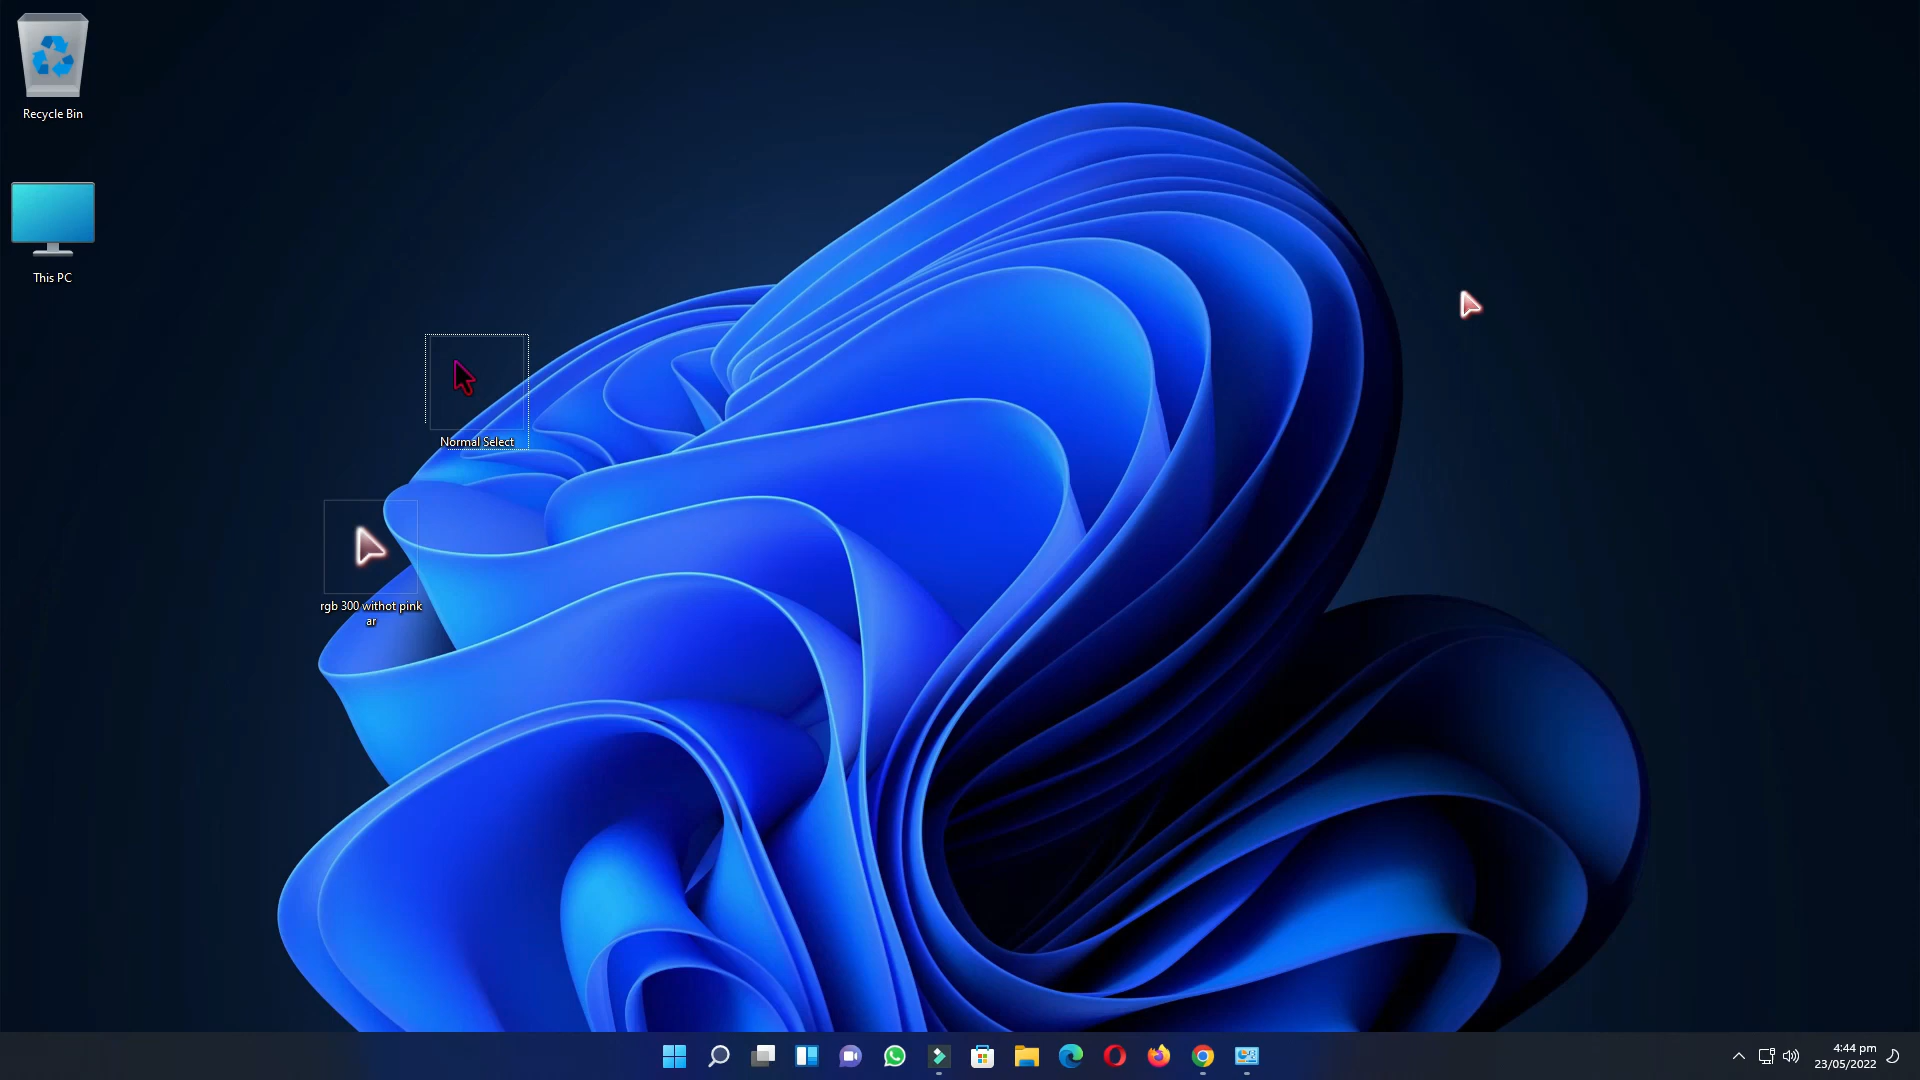 Recycle Bin
This PC
Normal Select
rgb 300 withot pink
ar
4:44 pm
23/05/2022